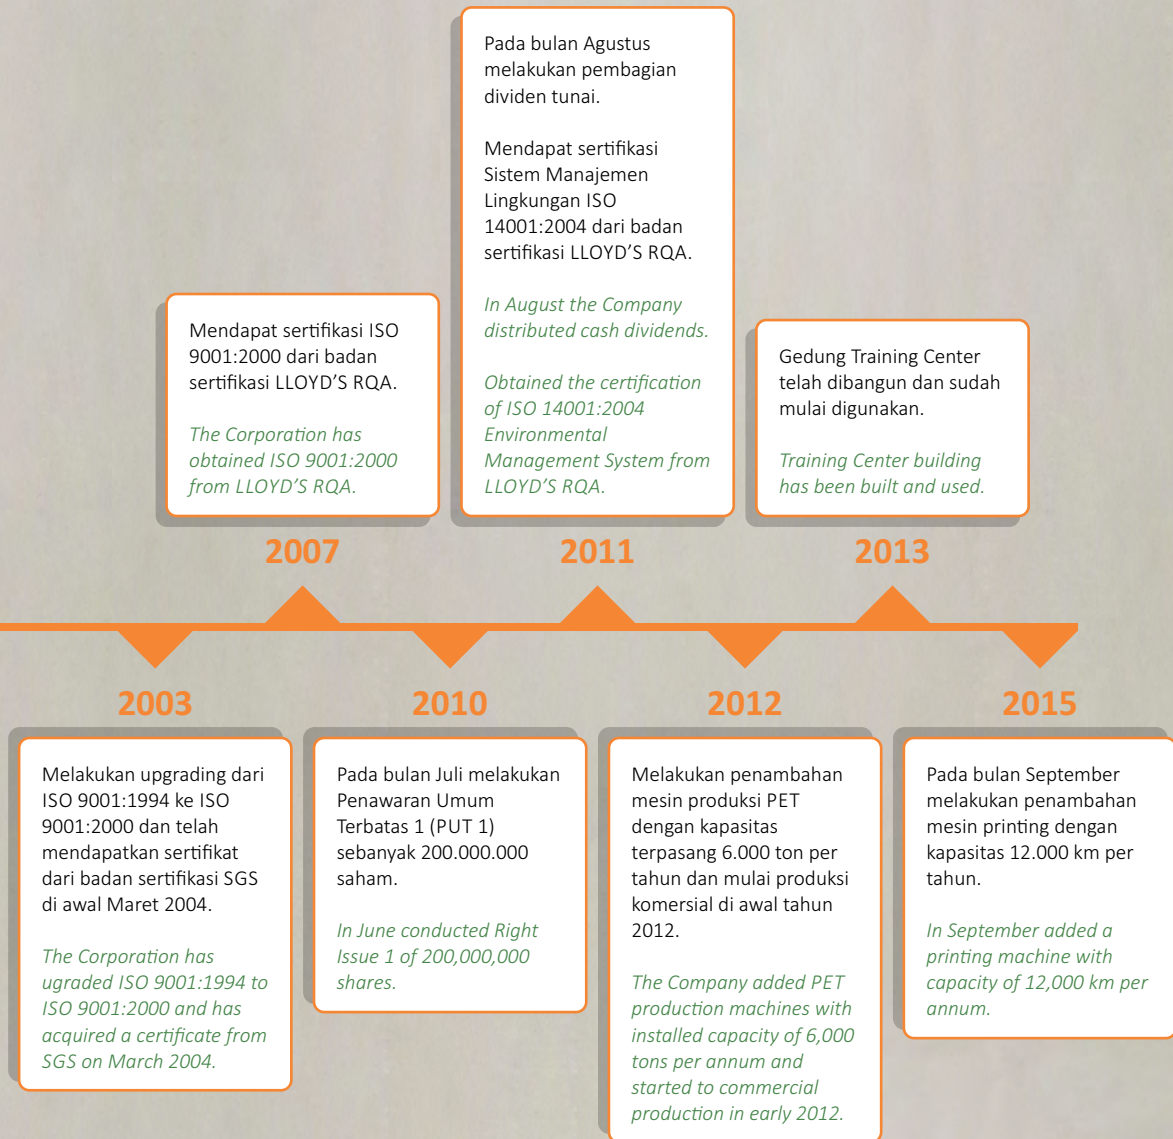 Pada bulan Agustus
melakukan pembagian
dividen tunai.
Mendapat sertifikasi
Sistem Manajemen
Lingkungan ISO
14001:2004 dari badan
sertifikasi LLOYD'S RQA.
In August the Company
distributed cash dividends.
Obtained the certification
of ISO 14001:2004
Environmental
Management System from
LLOYD'S RQA.
Mendapat sertifikasi ISO
9001:2000 dari badan
sertifikasi LLOYD'S RQA.
The Corporation has
obtained ISO 9001:2000
from LLOYD'S RQA.
Gedung Training Center
telah dibangun dan sudah
mulai digunakan.
Training Center building
has been built and used.
2007
2011
2013
2003
2010
2012
2015
Melakukan upgrading dari
ISO 9001:1994 ke ISO
9001:2000 dan telah
mendapatkan sertifikat
dari badan sertifikasi SGS
di awal Maret 2004.
The Corporation has
ugraded ISO 9001:1994 to
ISO 9001:2000 and has
acquired a certificate from
SGS on March 2004.
Pada bulan Juli melakukan
Penawaran Umum
Terbatas 1 (PUT 1)
sebanyak 200.000.000
saham.
In June conducted Right
Issue 1 of 200,000,000
shares.
Melakukan penambahan
mesin produksi PET
dengan kapasitas
terpasang 6.000 ton per
tahun dan mulai produksi
komersial di awal tahun
2012.
The Company added PET
production machines with
installed capacity of 6,000
tons per annum and
started to commercial
production in early 2012.
Pada bulan September
melakukan penambahan
mesin printing dengan
kapasitas 12.000 km per
tahun.
In September added a
printing machine with
capacity of 12,000 km per
annum.